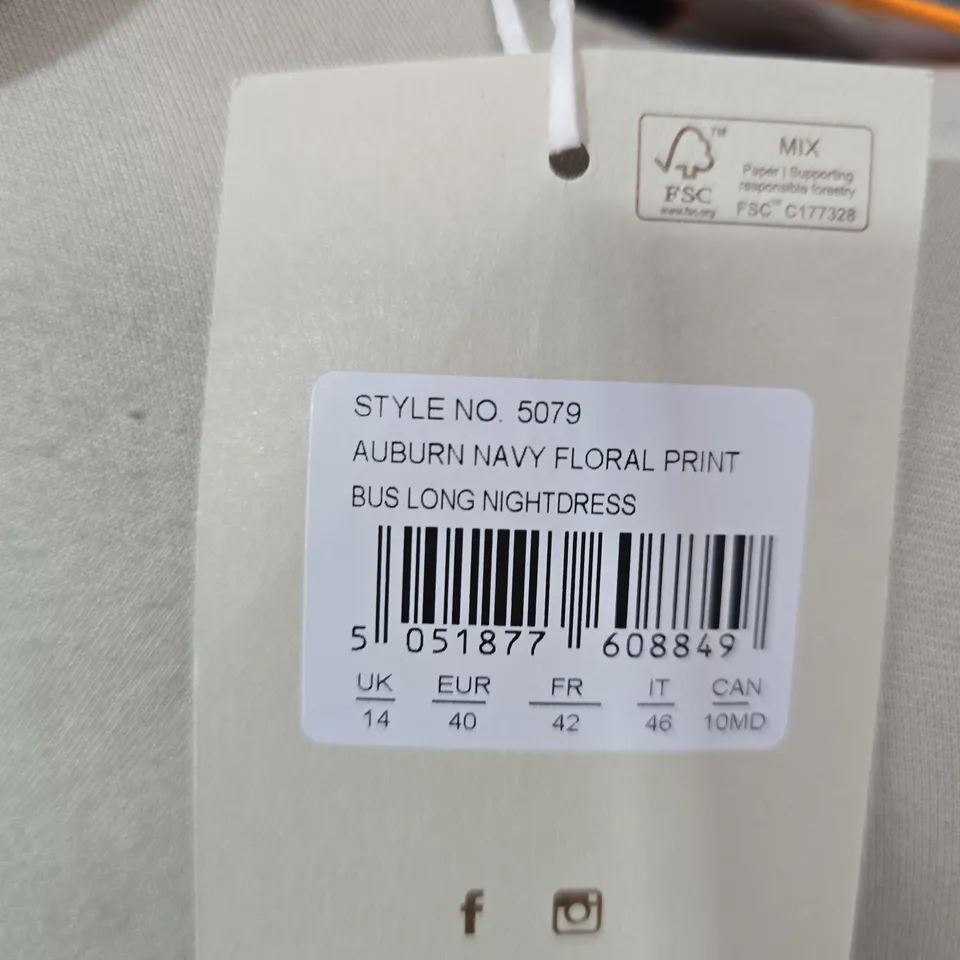 MIX
Paper | Supporting
responsible forestry
FSC™ C177328
™
FSC
www.fsc.org
STYLE NO. 5079
AUBURN NAVY FLORAL PRINT
BUS LONG NIGHTDRESS
5 051877 608849
UK EUR FR IT CAN
14 40 42 46 10MD